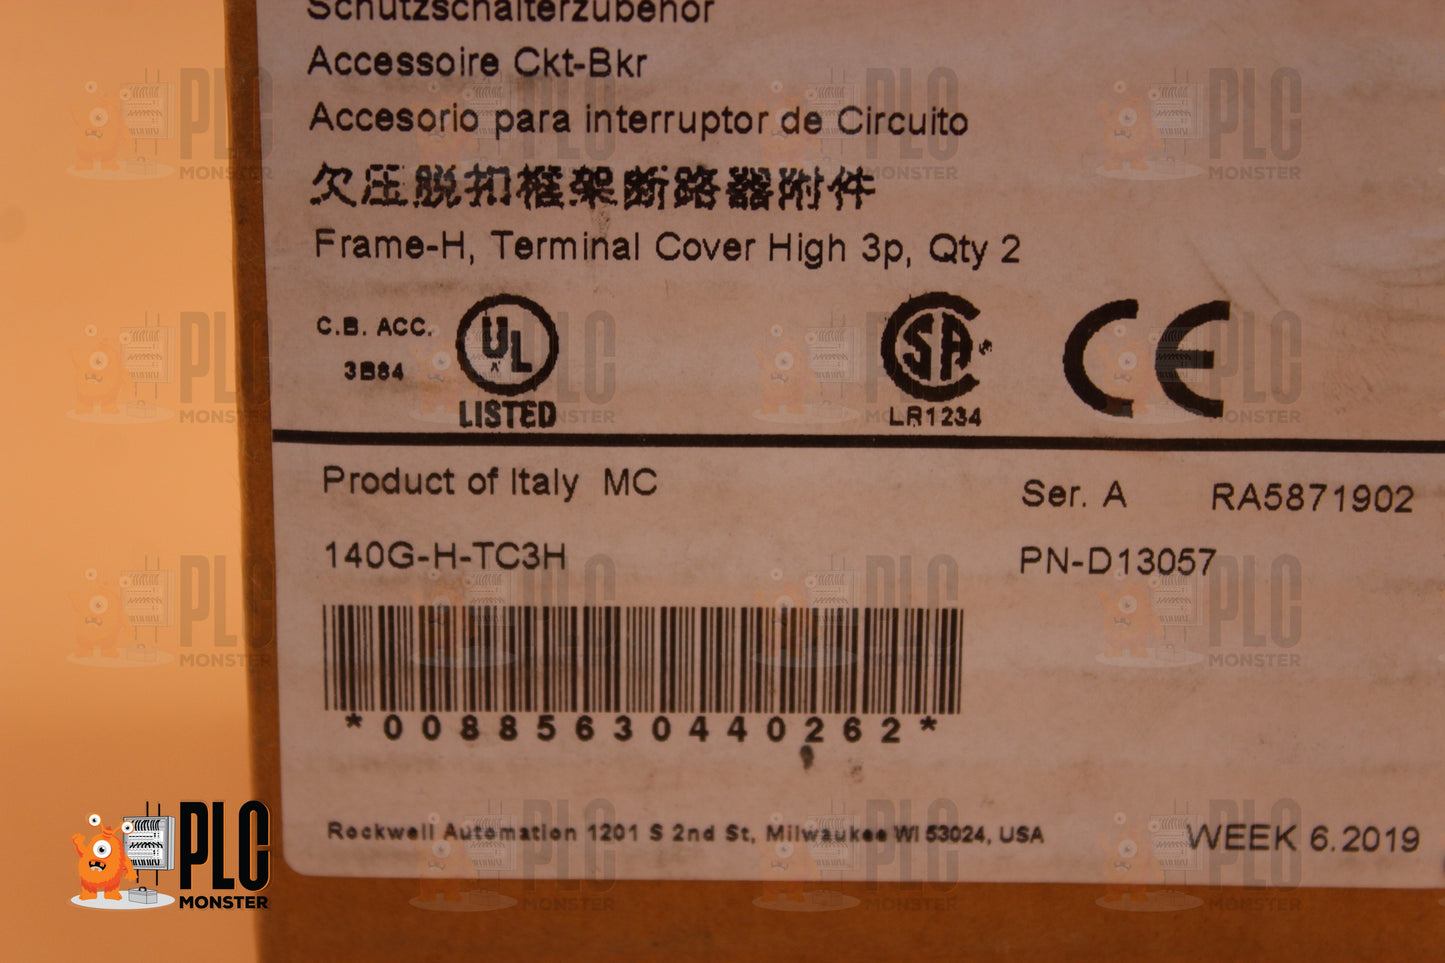 Schutzschalterzubehör
Accessoire Ckt-Bkr
Accesorio para interruptor de Circuito
欠压脱扣框架断路器附件
Frame-H, Terminal Cover High 3p, Qty 2
C.B. ACC.
3B84
UL
LISTED
CSA
LR1234
CE
Product of Italy MC
Ser. A RA5871902
140G-H-TC3H
PN-D13057
*00885630440262*
Rockwell Automation 1201 S 2nd St, Milwaukee WI 53024, USA
WEEK 6.2019
PLC
MONSTER